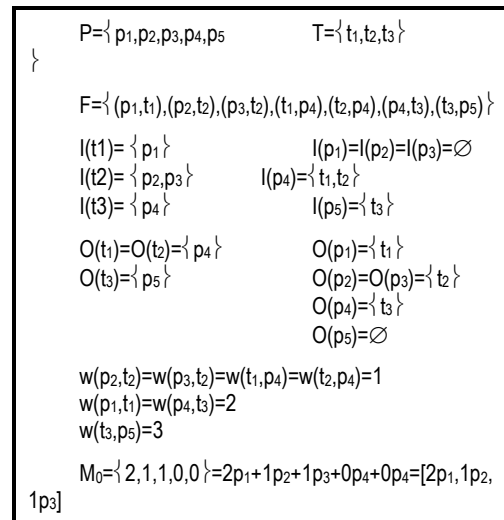 P={p₁,p₂,p₃,p₄,p₅ T={t₁,t₂,t₃}
}
F={(p₁,t₁),(p₂,t₂),(p₃,t₂),(t₁,p₄),(t₂,p₄),(p₄,t₃),(t₃,p₅)}
I(t1)= {p₁} I(p₁)=I(p₂)=I(p₃)=∅
I(t2)= {p₂,p₃} I(p₄)={t₁,t₂}
I(t3)= {p₄} I(p₅)={t₃}
O(t₁)=O(t₂)={p₄} O(p₁)={t₁}
O(t₃)={p₅} O(p₂)=O(p₃)={t₂}
O(p₄)={t₃}
O(p₅)=∅
w(p₂,t₂)=w(p₃,t₂)=w(t₁,p₄)=w(t₂,p₄)=1
w(p₁,t₁)=w(p₄,t₃)=2
w(t₃,p₅)=3
M₀={2,1,1,0,0}=2p₁+1p₂+1p₃+0p₄+0p₄=[2p₁,1p₂,
1p₃]